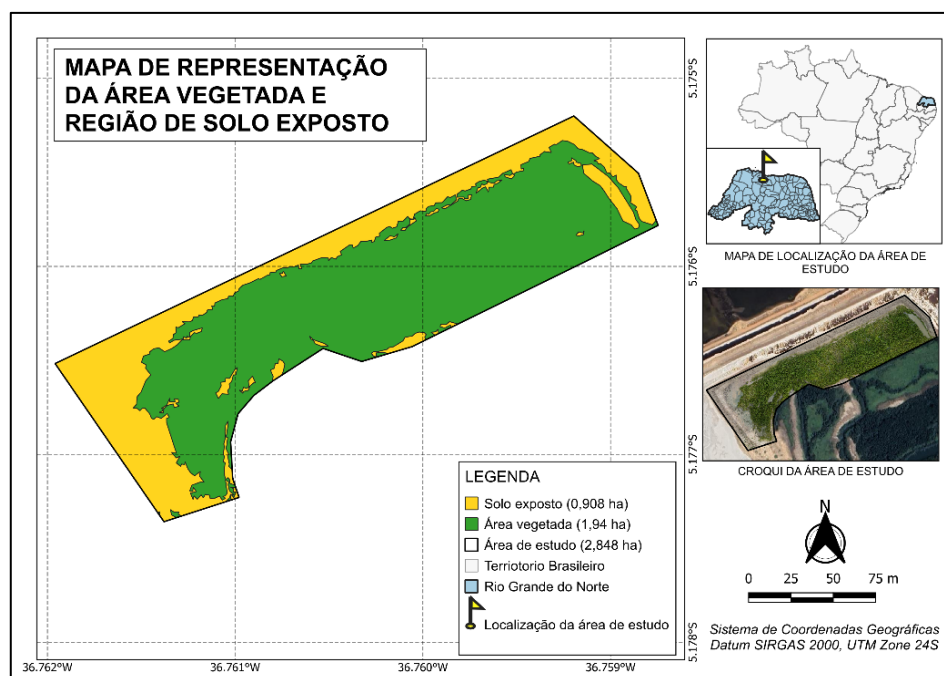 MAPA DE REPRESENTAÇÃO
DA ÁREA VEGETADA E
REGIÃO DE SOLO EXPOSTO
5.175°S
5.176°S
5.177°S
5.178°S
36.762°W
36.761°W
36.760°W
36.759°W
LEGENDA
Solo exposto (0,908 ha)
Área vegetada (1,94 ha)
Área de estudo (2,848 ha)
Territotorio Brasileiro
Rio Grande do Norte
Localização da área de estudo
MAPA DE LOCALIZAÇÃO DA ÁREA DE
ESTUDO
CROQUI DA ÁREA DE ESTUDO
N
0 25 50 75 m
Sistema de Coordenadas Geográficas
Datum SIRGAS 2000, UTM Zone 24S